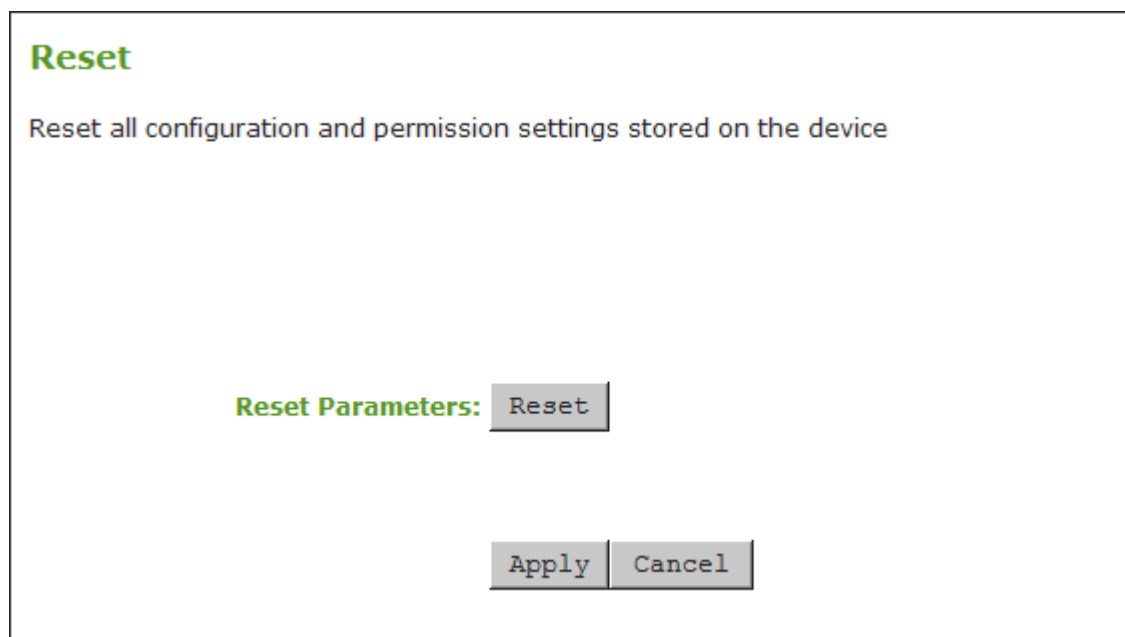 Reset
Reset all configuration and permission settings stored on the device
Reset Parameters: Reset
Apply Cancel